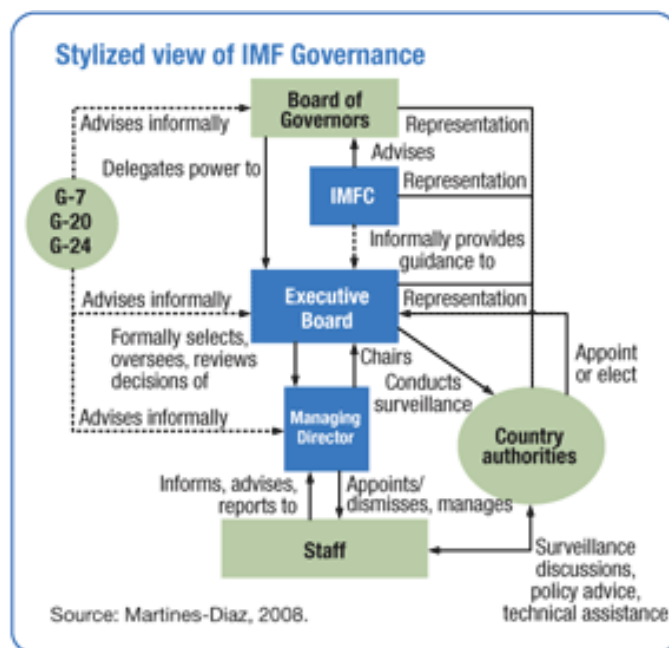 Stylized view of IMF Governance
Board of
Governors
Advises informally
Representation
Delegates power to
Advises
G-7
G-20
G-24
IMFC
Representation
Informally provides
guidance to
Advises informally
Executive
Board
Representation
Formally selects,
oversees, reviews
decisions of
Chairs
Appoint
or elect
Conducts
surveillance
Advises informally
Managing
Director
Country
authorities
Informs, advises,
reports to
Appoints/
dismisses, manages
Staff
Surveillance
discussions,
policy advice,
technical assistance
Source: Martines-Diaz, 2008.